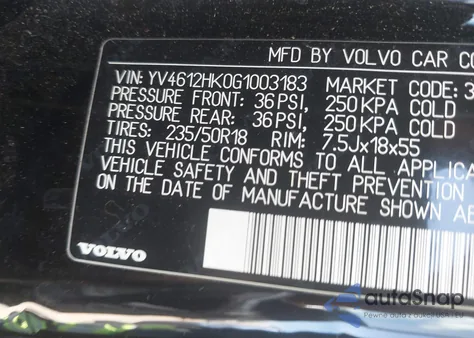 MFD BY VOLVO CAR CO
VIN: YV4612HK0G1003183 MARKET CODE: 3
PRESSURE FRONT: 36 PSI, 250 KPA COLD
PRESSURE REAR: 36 PSI, 250 KPA COLD
TIRES: 235/50R18 RIM: 7.5Jx18x55
THIS VEHICLE CONFORMS TO ALL APPLICA
VEHICLE SAFETY AND THEFT PREVENTION
ON THE DATE OF MANUFACTURE SHOWN AB
VOLVO
autoSnap